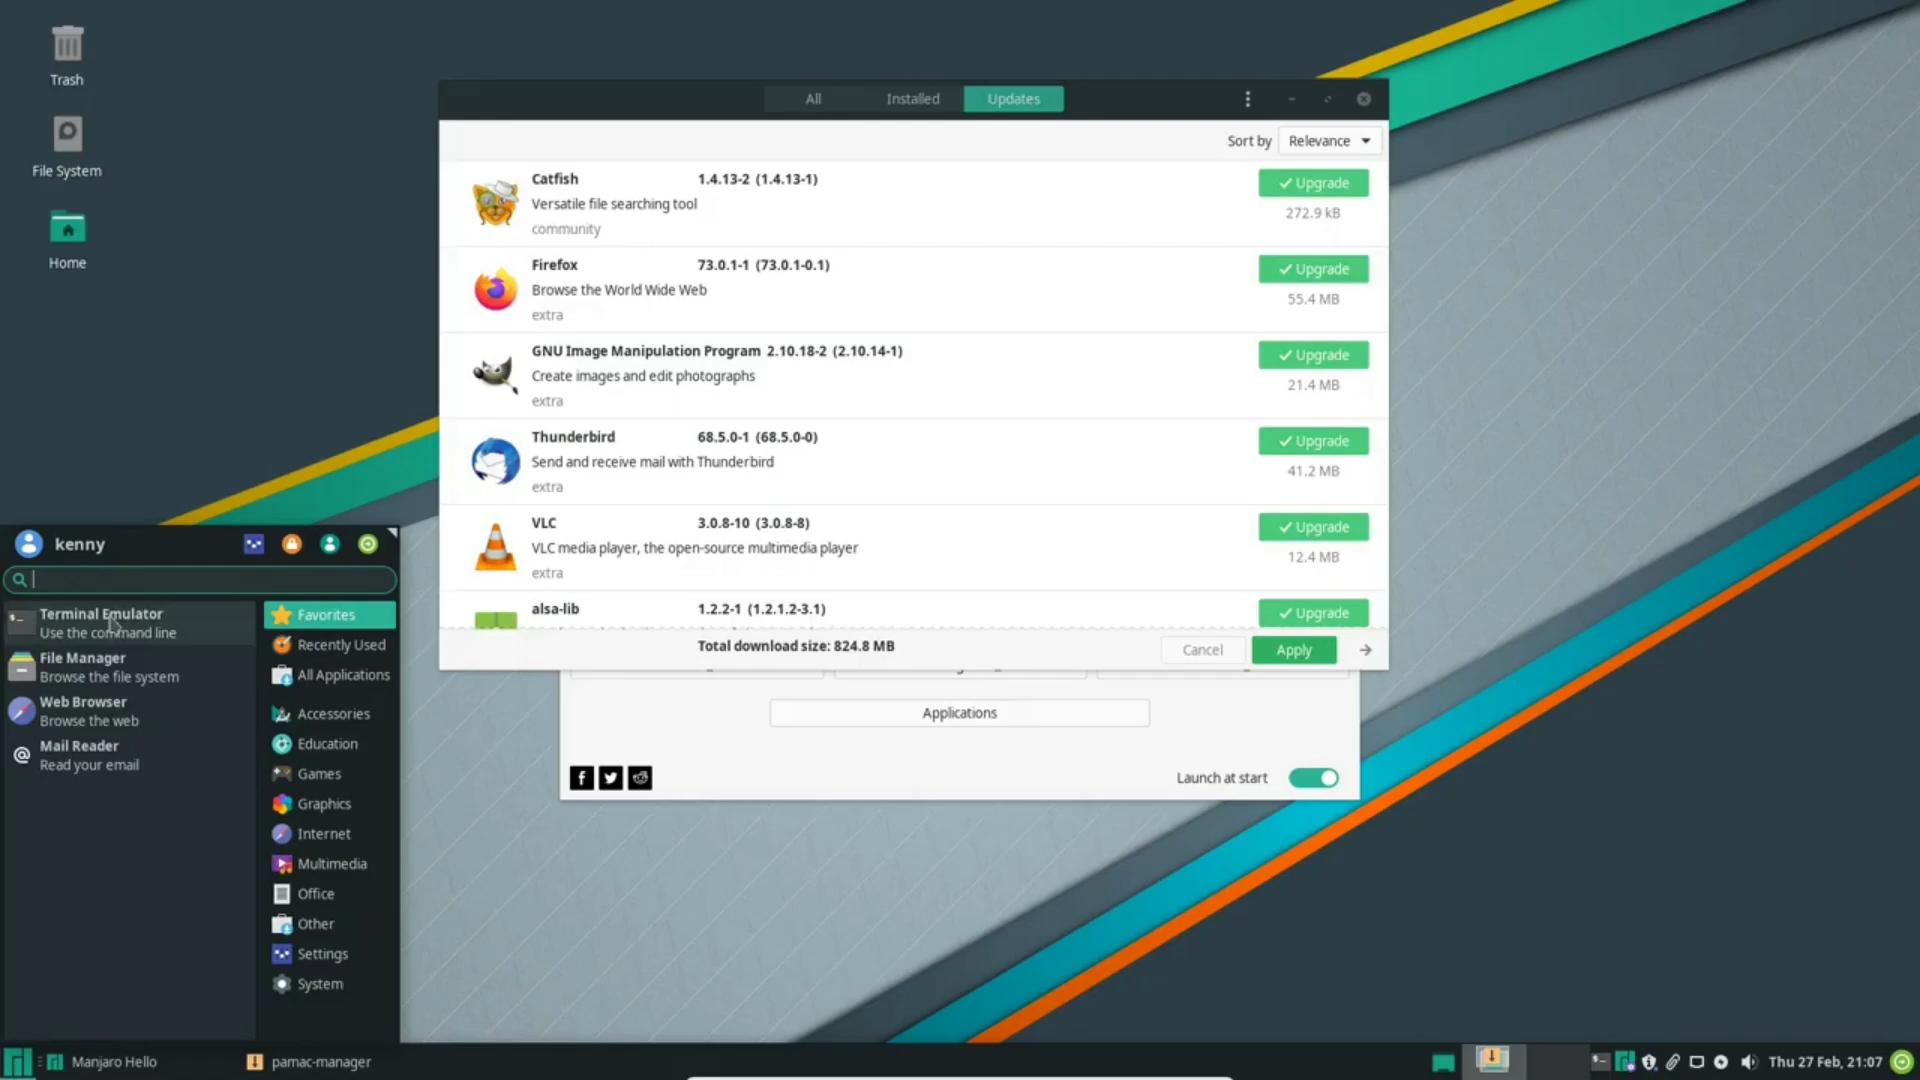 Trash
File System
Home
All Installed Updates
Sort by Relevance
Catfish 1.4.13-2 (1.4.13-1)
Upgrade
Versatile file searching tool
272.9 kB
community
Firefox 73.0.1-1 (73.0.1-0.1)
Upgrade
Browse the World Wide Web
55.4 MB
extra
GNU Image Manipulation Program 2.10.18-2 (2.10.14-1)
Upgrade
Create images and edit photographs
21.4 MB
extra
Thunderbird 68.5.0-1 (68.5.0-0)
Upgrade
Send and receive mail with Thunderbird
41.2 MB
extra
VLC 3.0.8-10 (3.0.8-8)
Upgrade
VLC media player, the open-source multimedia player
12.4 MB
extra
alsa-lib 1.2.2-1 (1.2.1.2-3.1)
Upgrade
Total download size: 824.8 MB
Cancel Apply
Applications
Launch at start
kenny
Terminal Emulator
Use the command line
File Manager
Browse the file system
Web Browser
Browse the web
Mail Reader
Read your email
Favorites
Recently Used
All Applications
Accessories
Education
Games
Graphics
Internet
Multimedia
Office
Other
Settings
System
Manjaro Hello
pamac-manager
Thu 27 Feb, 21:07